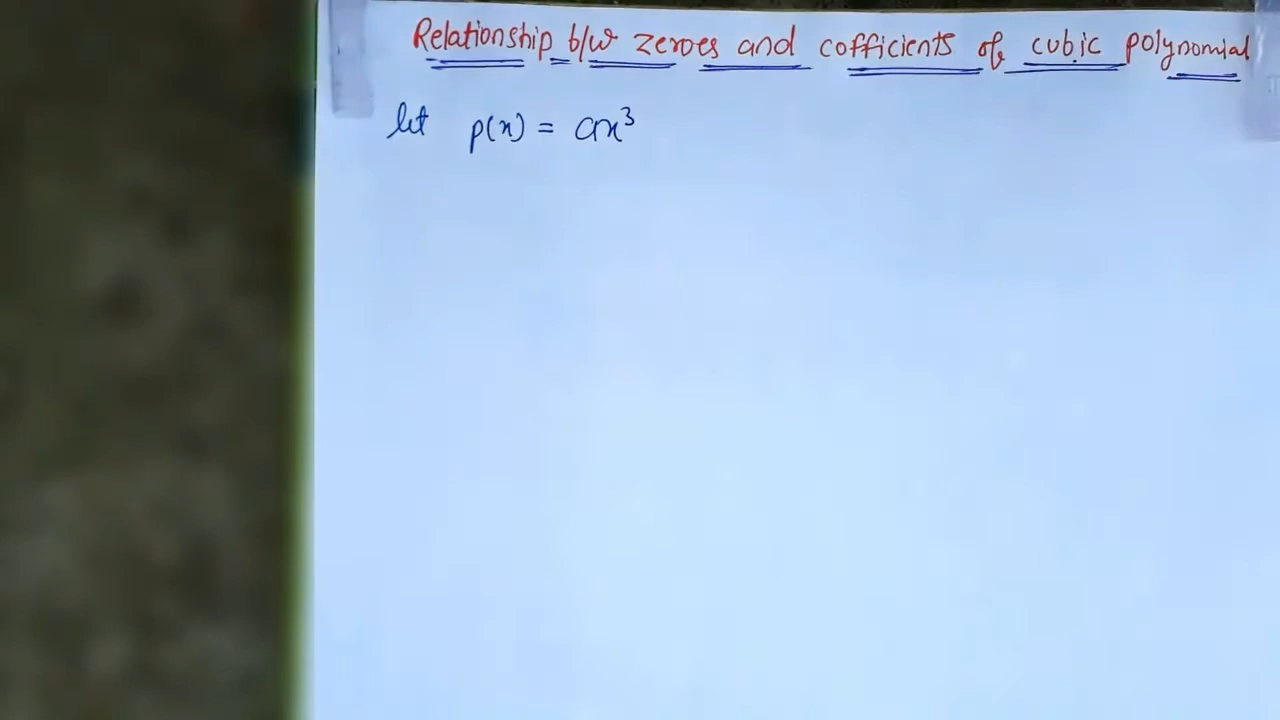 Relationship b/w zeroes and cofficients of cubic polynomial
let p(x) = ax³